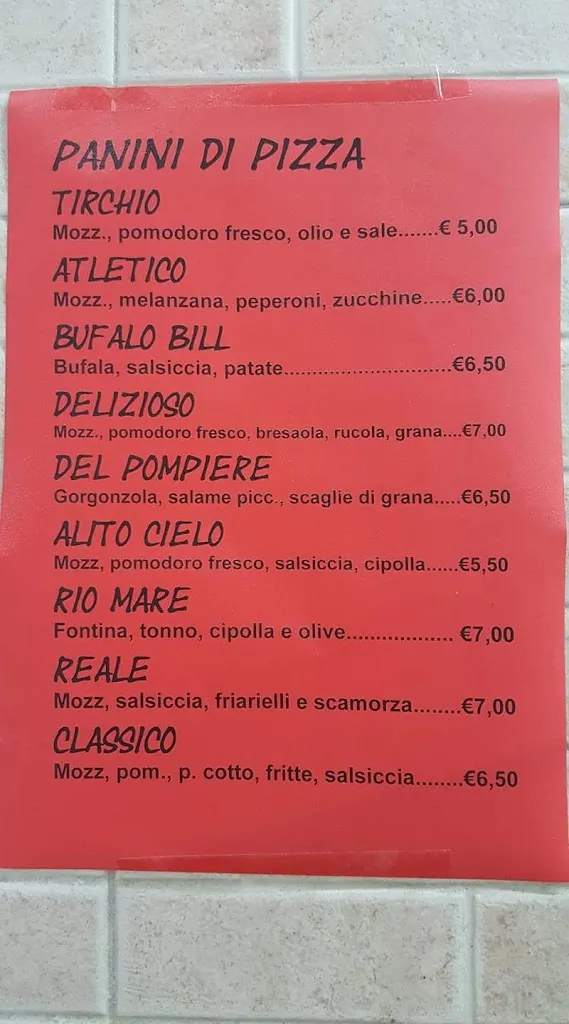 PANINI DI PIZZA
TIRCHIO
Mozz., pomodoro fresco, olio e sale.......€ 5,00
ATLETICO
Mozz., melanzana, peperoni, zucchine.....€6,00
BUFALO BILL
Bufala, salsiccia, patate............................€6,50
DELIZIOSO
Mozz., pomodoro fresco, bresaola, rucola, grana....€7,00
DEL POMPIERE
Gorgonzola, salame picc., scaglie di grana.....€6,50
ALITO CIELO
Mozz, pomodoro fresco, salsiccia, cipolla......€5,50
RIO MARE
Fontina, tonno, cipolla e olive.................. €7,00
REALE
Mozz, salsiccia, friarielli e scamorza........€7,00
CLASSICO
Mozz, pom., p. cotto, fritte, salsiccia........€6,50